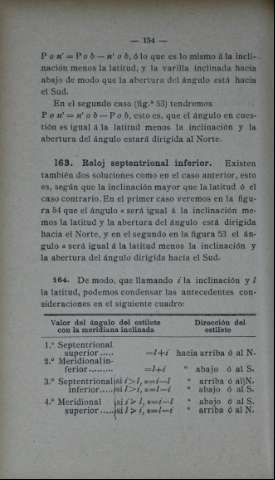 — 134 —
P o n' = P o b — n' o b, ó lo que es lo mismo á la incli-
nación menos la latitud, y la varilla inclinada hacia
abajo de modo que la abertura del ángulo está hacia
el Sud.
En el segundo caso (fig.ª 53) tendremos
P o n' = n' o b — P o b, esto es, que el ángulo en cues-
tión es igual á la latitud menos la inclinación y la
abertura del ángulo estará dirigida al Norte.
163. Reloj septentrional inferior. Existen
también dos soluciones como en el caso anterior, esto
es, según que la inclinación mayor que la latitud ó el
caso contrario. En el primer caso veremos en la figu-
ra 54 que el ángulo « será igual á la inclinación me-
mos la latitud y la abertura del ángulo está dirigida
hacia el Norte, y en el segundo en la figura 53 el án-
gulo « será igual á la latitud menos la inclinación y
la abertura del ángulo dirigida hacia el Sud.
164. De modo, que llamando i la inclinación y l
la latitud, podemos condensar las antecedentes con-
sideraciones en el siguiente cuadro:
Valor del ángulo del estilete con la meridiana inclinada
Dirección del estilete
1.º Septentrional
superior ..... =l+i hacia arriba ó al N.
2.º Meridional in-
ferior ......... =l+i " abajo ó al S.
3.º Septentrional si i>l, «=i—l " arriba ó al N.
inferior..... si l>i, «=l—i " abajo ó al S.
4.º Meridional si i>l, «=i—l " abajo ó al S.
superior ..... si l>i, «=l—i " arriba ó al N.